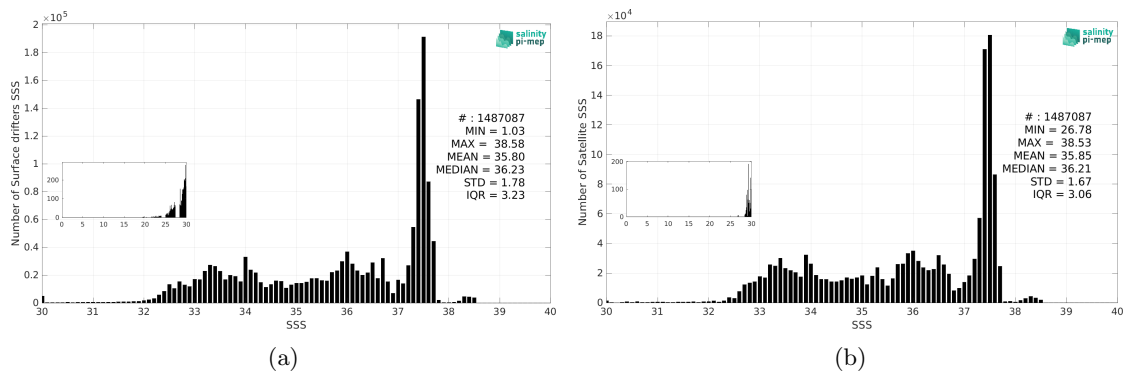 ×10⁵
2
1.8
1.6
1.4
1.2
1
0.8
0.6
0.4
0.2
0
Number of Surface drifters SSS
salinity
pi-mep
# : 1487087
MIN = 1.03
MAX = 38.58
MEAN = 35.80
MEDIAN = 36.23
STD = 1.78
IQR = 3.23
200
100
0
0 5 10 15 20 25 30
30 31 32 33 34 35 36 37 38 39 40
SSS
(a)
×10⁴
18
16
14
12
10
8
6
4
2
0
Number of Satellite SSS
salinity
pi-mep
# : 1487087
MIN = 26.78
MAX = 38.53
MEAN = 35.85
MEDIAN = 36.21
STD = 1.67
IQR = 3.06
200
100
0
0 5 10 15 20 25 30
30 31 32 33 34 35 36 37 38 39 40
SSS
(b)